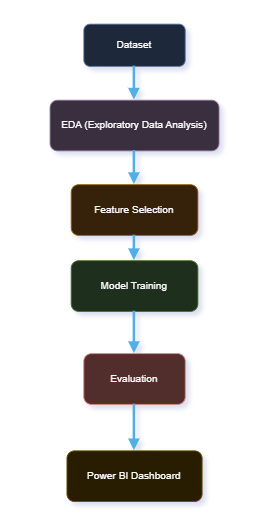 Dataset
EDA (Exploratory Data Analysis)
Feature Selection
Model Training
Evaluation
Power BI Dashboard